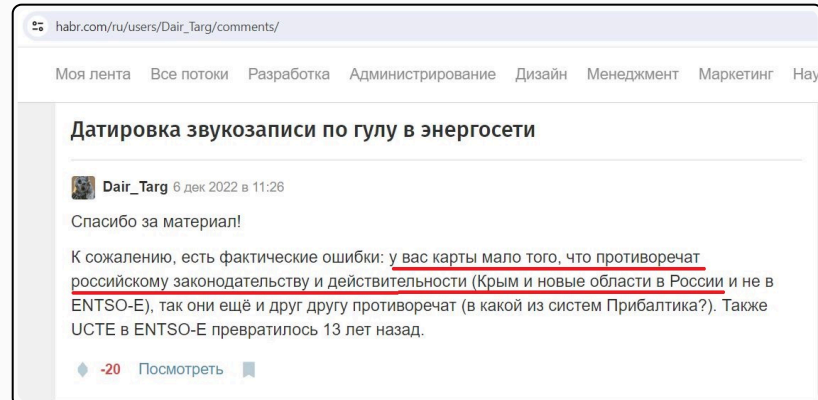 habr.com/ru/users/Dair_Targ/comments/
Моя лента Все потоки Разработка Администрирование Дизайн Менеджмент Маркетинг Нау
Датировка звукозаписи по гулу в энергосети
Dair_Targ 6 дек 2022 в 11:26
Спасибо за материал!
К сожалению, есть фактические ошибки: у вас карты мало того, что противоречат
российскому законодательству и действительности (Крым и новые области в России и не в
ENTSO-E), так они ещё и друг другу противоречат (в какой из систем Прибалтика?). Также
UCTE в ENTSO-E превратилось 13 лет назад.
-20 Посмотреть